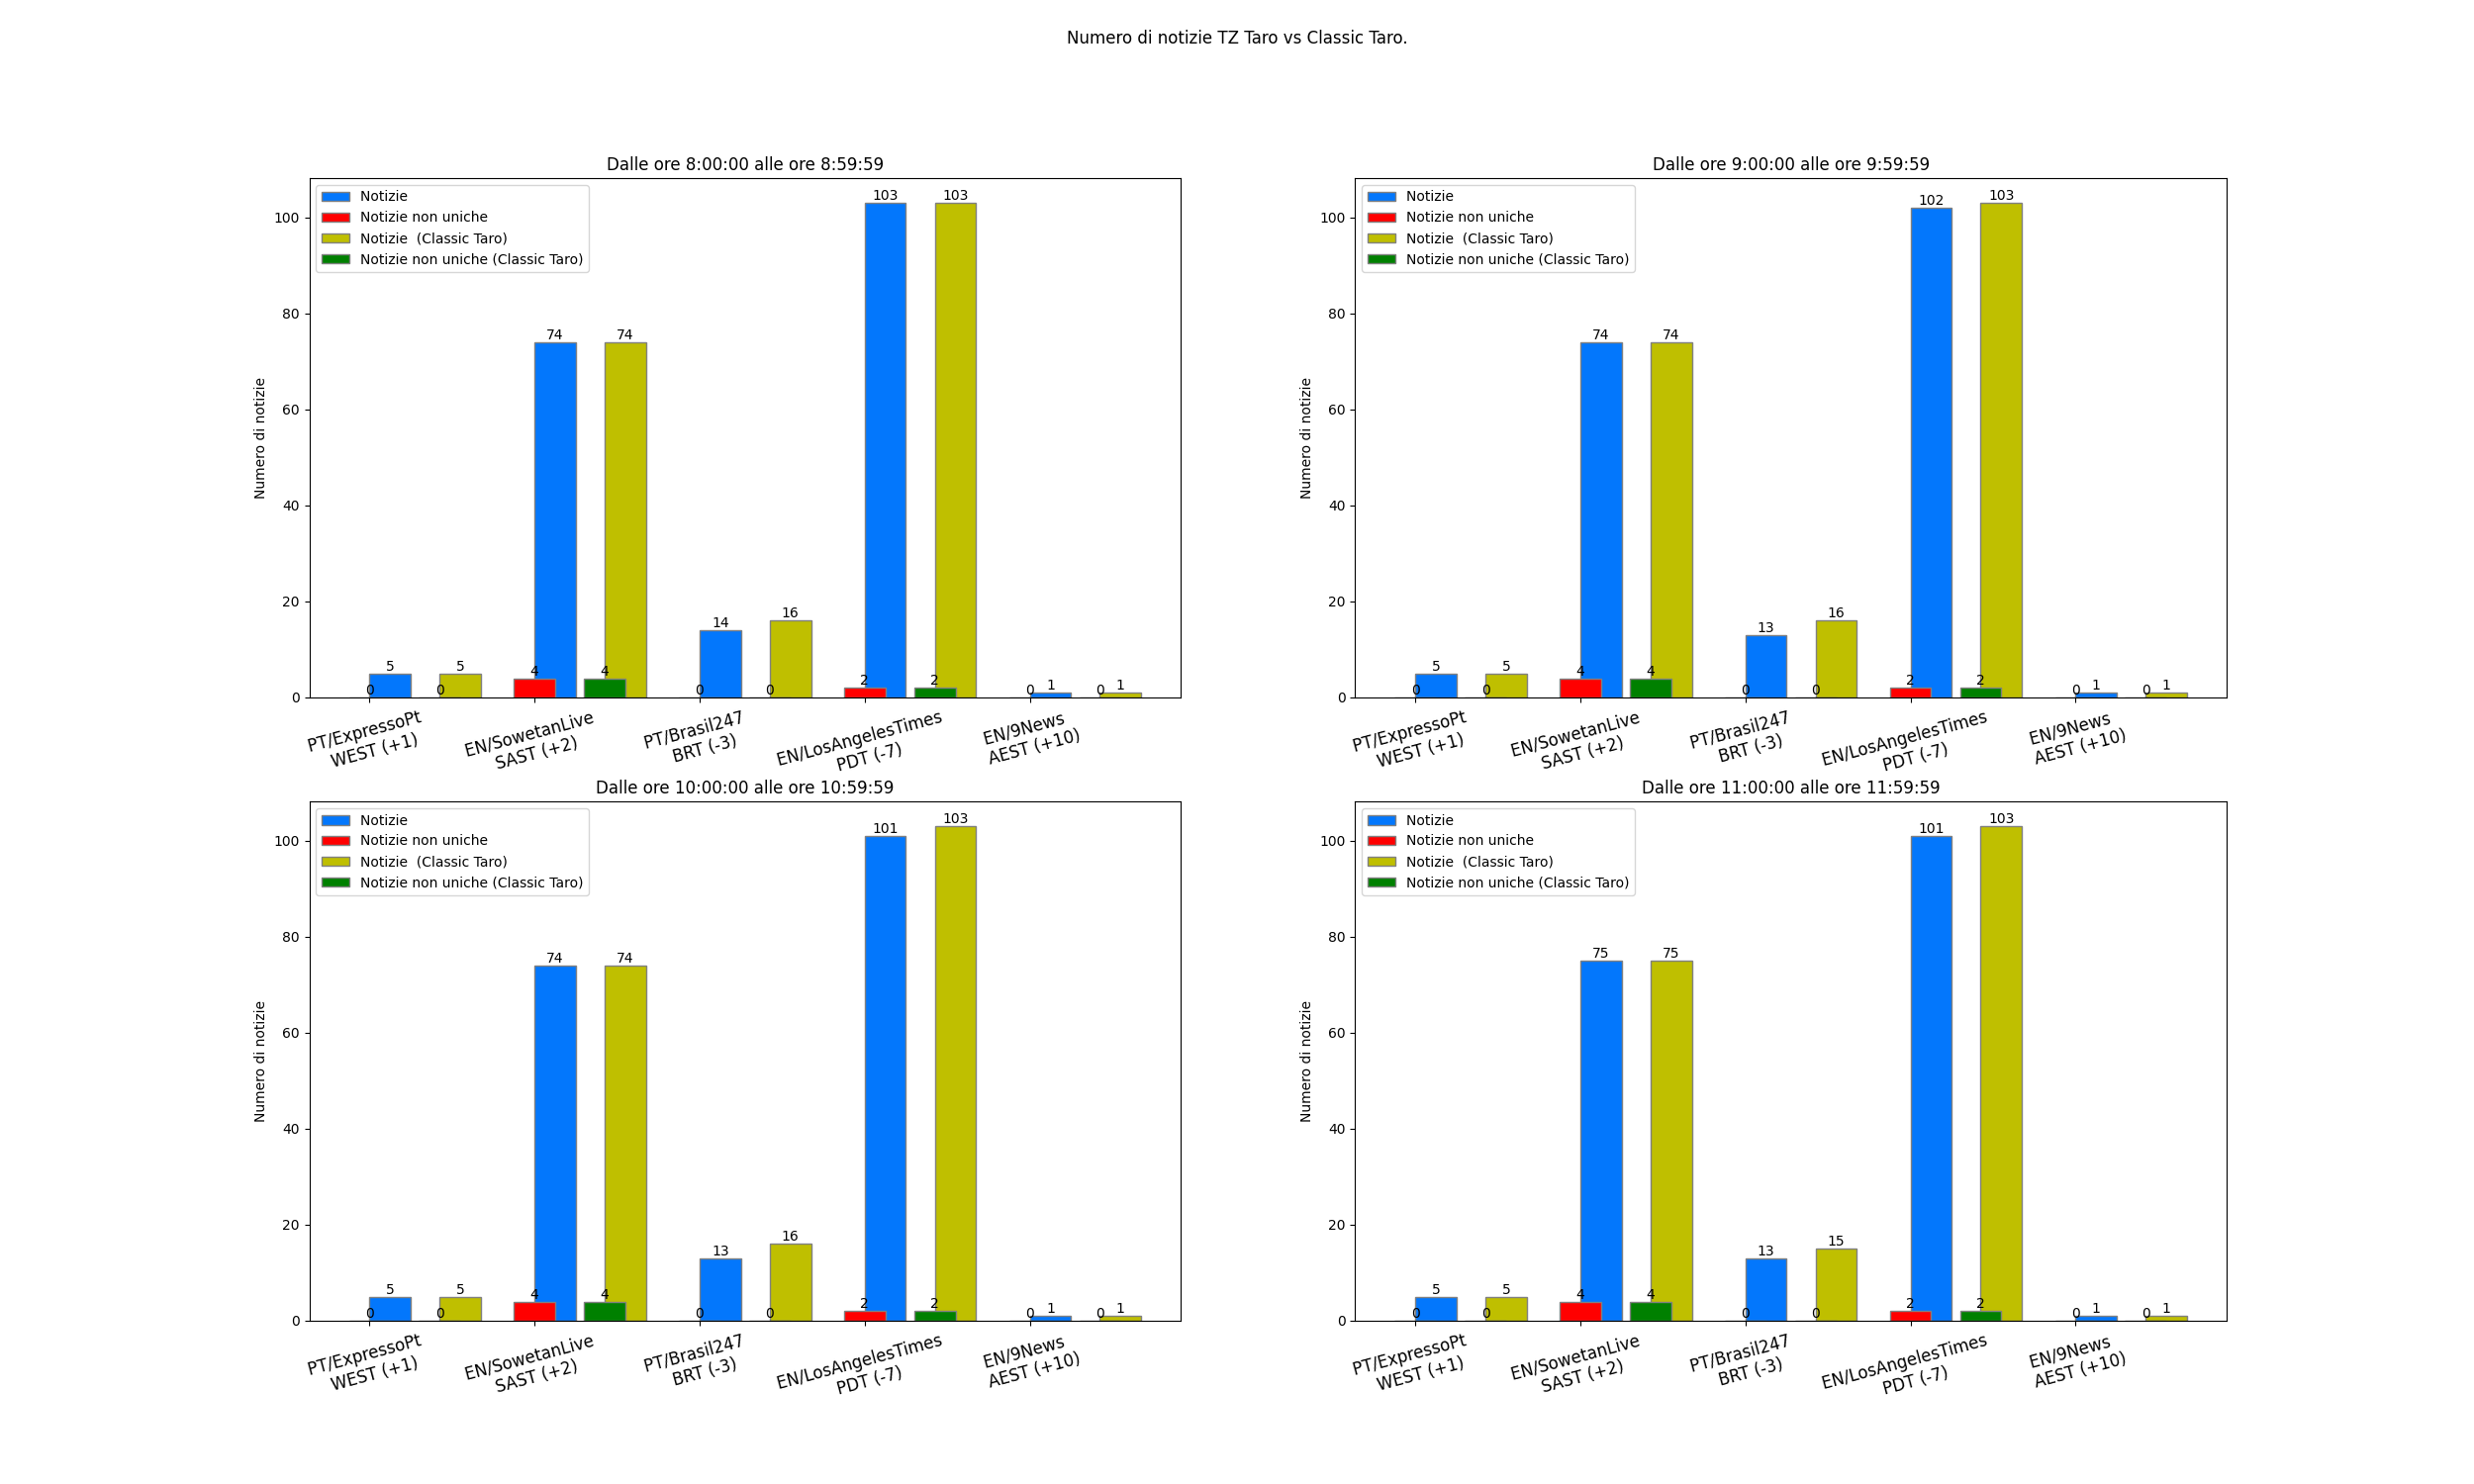 Numero di notizie TZ Taro vs Classic Taro.
Dalle ore 8:00:00 alle ore 8:59:59
Notizie
Notizie non uniche
Notizie  (Classic Taro)
Notizie non uniche (Classic Taro)
Numero di notizie
100
80
60
40
20
0
5 5 0 0
74 74 4 4
14 16 0 0
103 103 2 2
1 1 0 0
PT/ExpressoPt
WEST (+1)
EN/SowetanLive
SAST (+2)
PT/Brasil247
BRT (-3)
EN/LosAngelesTimes
PDT (-7)
EN/9News
AEST (+10)
Dalle ore 9:00:00 alle ore 9:59:59
Notizie
Notizie non uniche
Notizie  (Classic Taro)
Notizie non uniche (Classic Taro)
Numero di notizie
100
80
60
40
20
0
5 5 0 0
74 74 4 4
13 16 0 0
102 103 2 2
1 1 0 0
PT/ExpressoPt
WEST (+1)
EN/SowetanLive
SAST (+2)
PT/Brasil247
BRT (-3)
EN/LosAngelesTimes
PDT (-7)
EN/9News
AEST (+10)
Dalle ore 10:00:00 alle ore 10:59:59
Notizie
Notizie non uniche
Notizie  (Classic Taro)
Notizie non uniche (Classic Taro)
Numero di notizie
100
80
60
40
20
0
5 5 0 0
74 74 4 4
13 16 0 0
101 103 2 2
1 1 0 0
PT/ExpressoPt
WEST (+1)
EN/SowetanLive
SAST (+2)
PT/Brasil247
BRT (-3)
EN/LosAngelesTimes
PDT (-7)
EN/9News
AEST (+10)
Dalle ore 11:00:00 alle ore 11:59:59
Notizie
Notizie non uniche
Notizie  (Classic Taro)
Notizie non uniche (Classic Taro)
Numero di notizie
100
80
60
40
20
0
5 5 0 0
75 75 4 4
13 15 0 0
101 103 2 2
1 1 0 0
PT/ExpressoPt
WEST (+1)
EN/SowetanLive
SAST (+2)
PT/Brasil247
BRT (-3)
EN/LosAngelesTimes
PDT (-7)
EN/9News
AEST (+10)